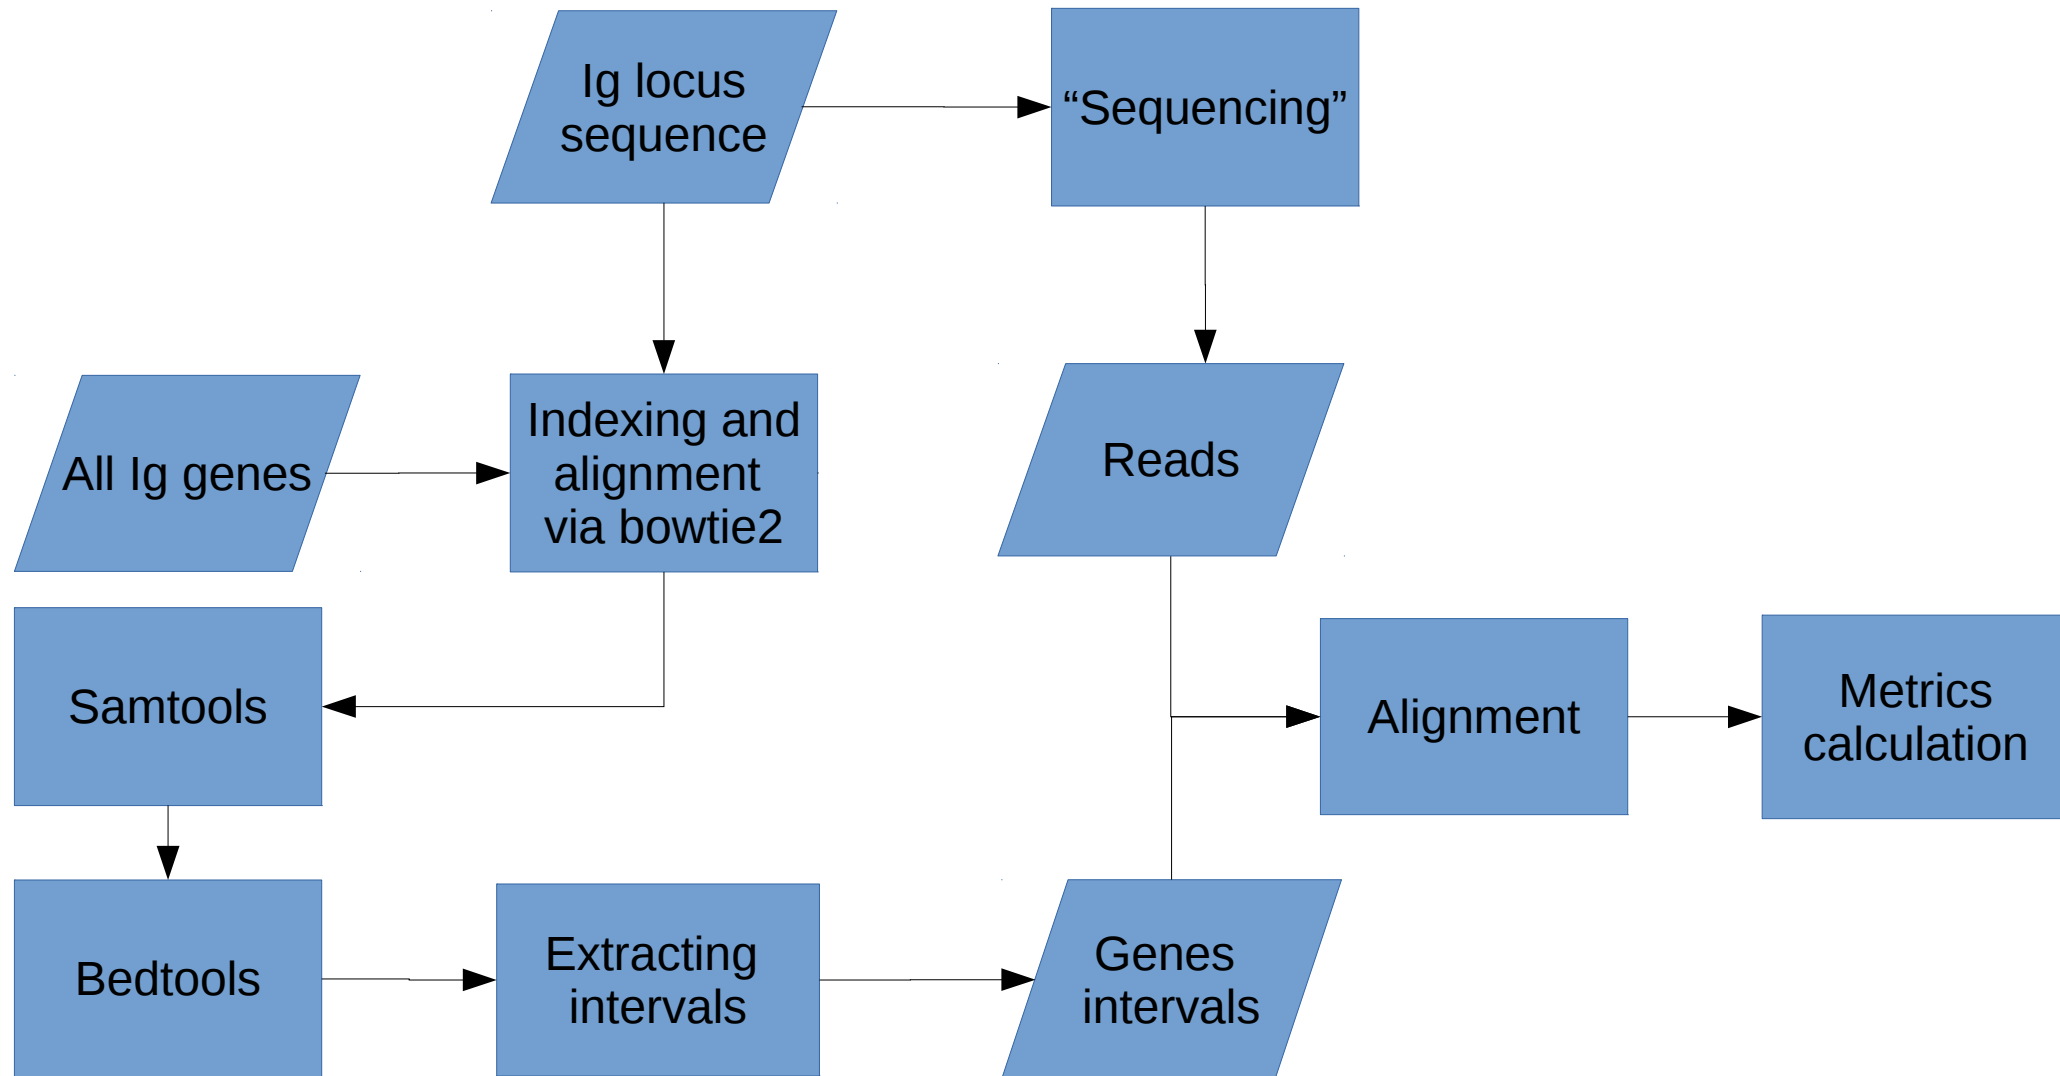 Ig locus
sequence
“Sequencing”
All Ig genes
Indexing and
alignment
via bowtie2
Reads
Samtools
Alignment
Metrics
calculation
Bedtools
Extracting
intervals
Genes
intervals